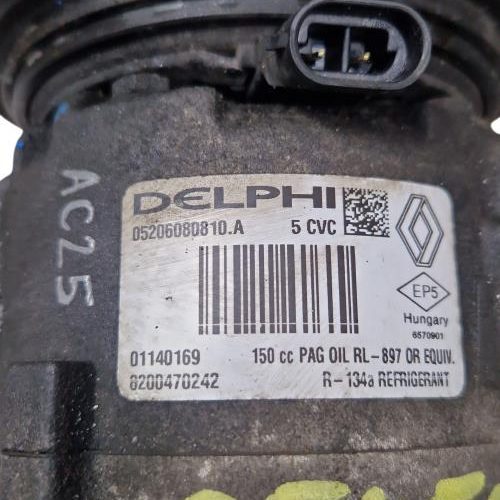 AC25
DELPHI
05206080810.A 5 CVC
EP5
Hungary
6570901
01140169 150 cc PAG OIL RL-897 OR EQUIV.
8200470242 R-134a REFRIGERANT